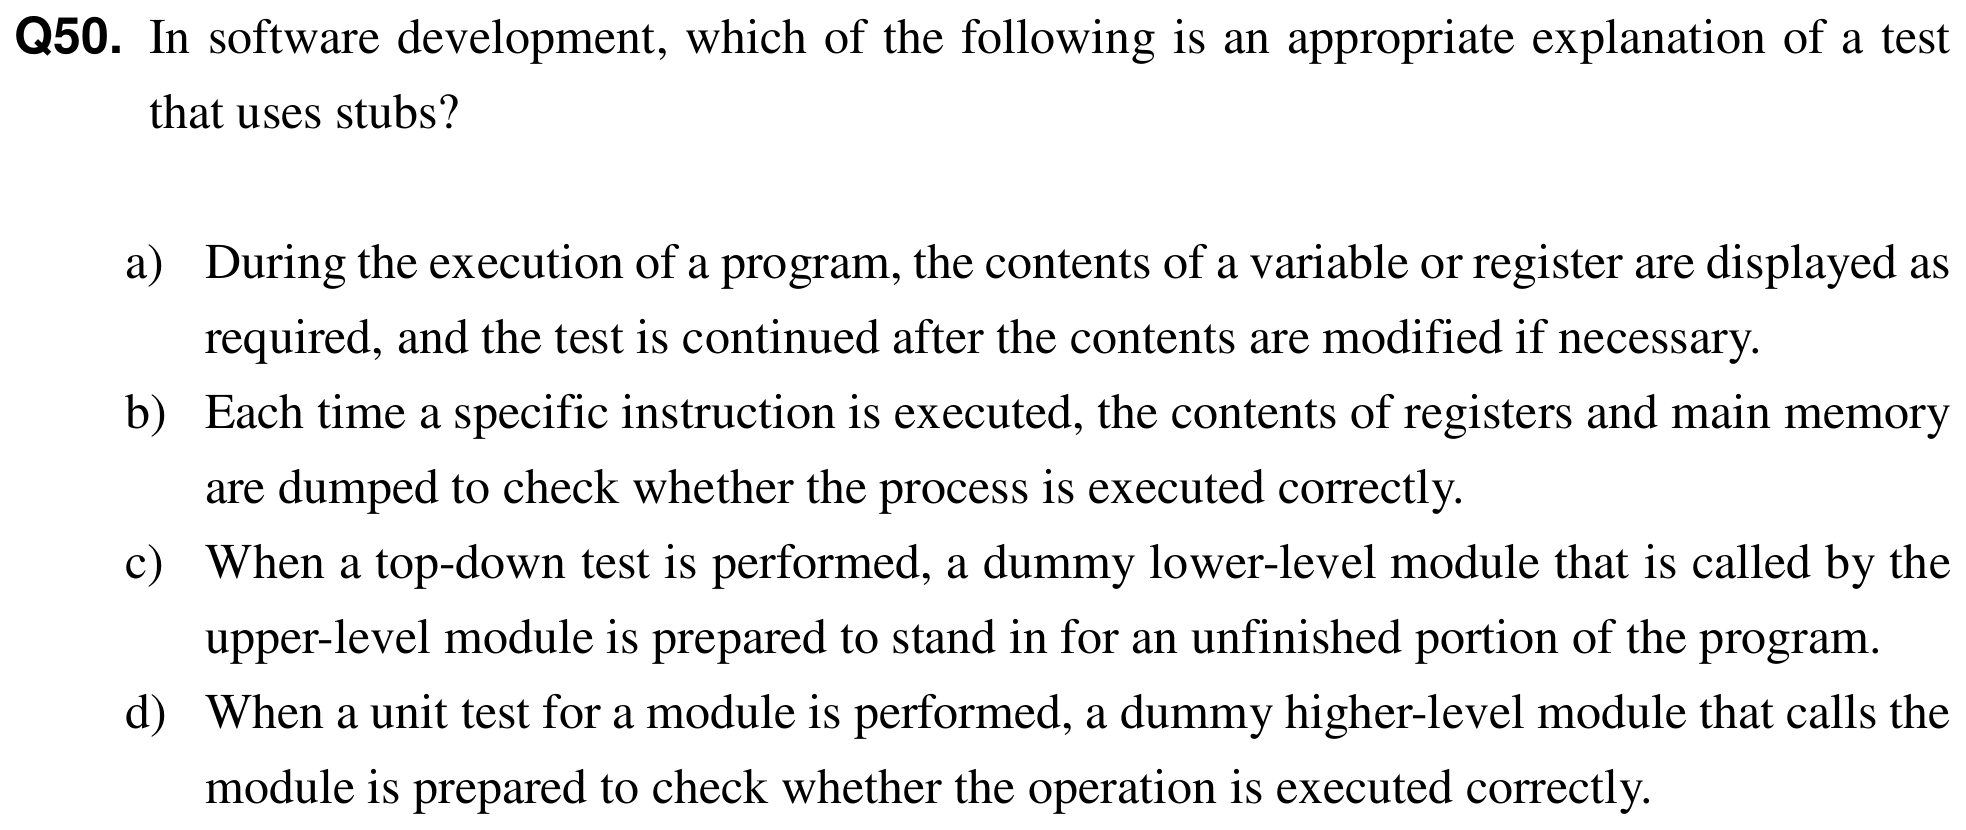 Q50. In software development, which of the following is an appropriate explanation of a test
that uses stubs?
a) During the execution of a program, the contents of a variable or register are displayed as
required, and the test is continued after the contents are modified if necessary.
b) Each time a specific instruction is executed, the contents of registers and main memory
are dumped to check whether the process is executed correctly.
c) When a top-down test is performed, a dummy lower-level module that is called by the
upper-level module is prepared to stand in for an unfinished portion of the program.
d) When a unit test for a module is performed, a dummy higher-level module that calls the
module is prepared to check whether the operation is executed correctly.